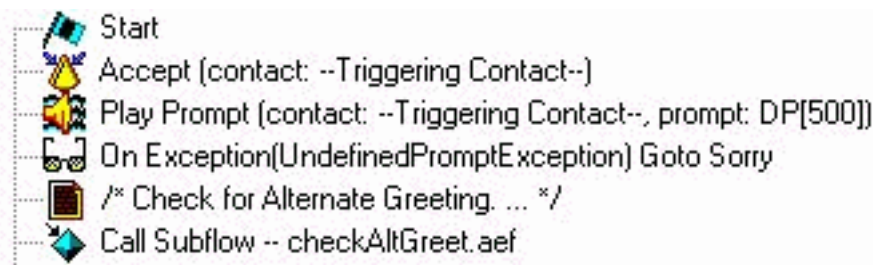 Start
Accept (contact: --Triggering Contact--)
Play Prompt (contact: --Triggering Contact--, prompt: DP[500])
On Exception(UndefinedPromptException) Goto Sorry
/* Check for Alternate Greeting. ... */
Call Subflow -- checkAltGreet.aef